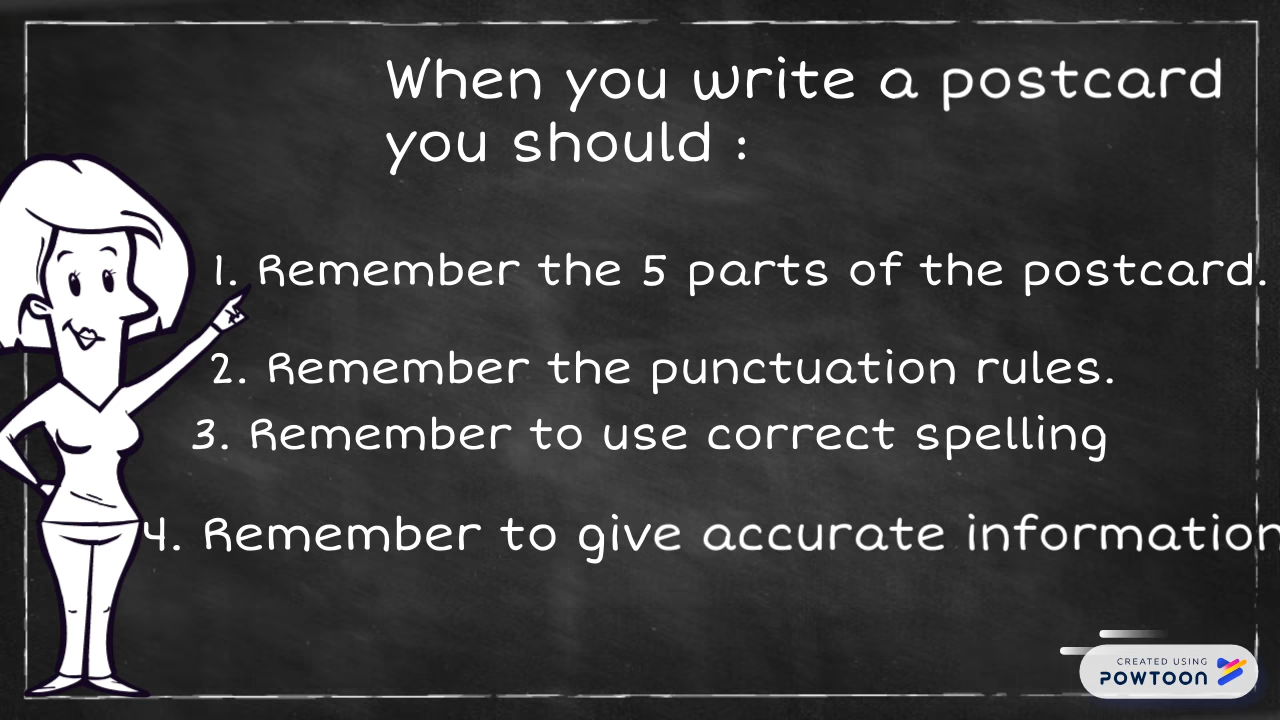 When you write a postcard
you should :
1. Remember the 5 parts of the postcard.
2. Remember the punctuation rules.
3. Remember to use correct spelling
4. Remember to give accurate information
CREATED USING
POWTOON